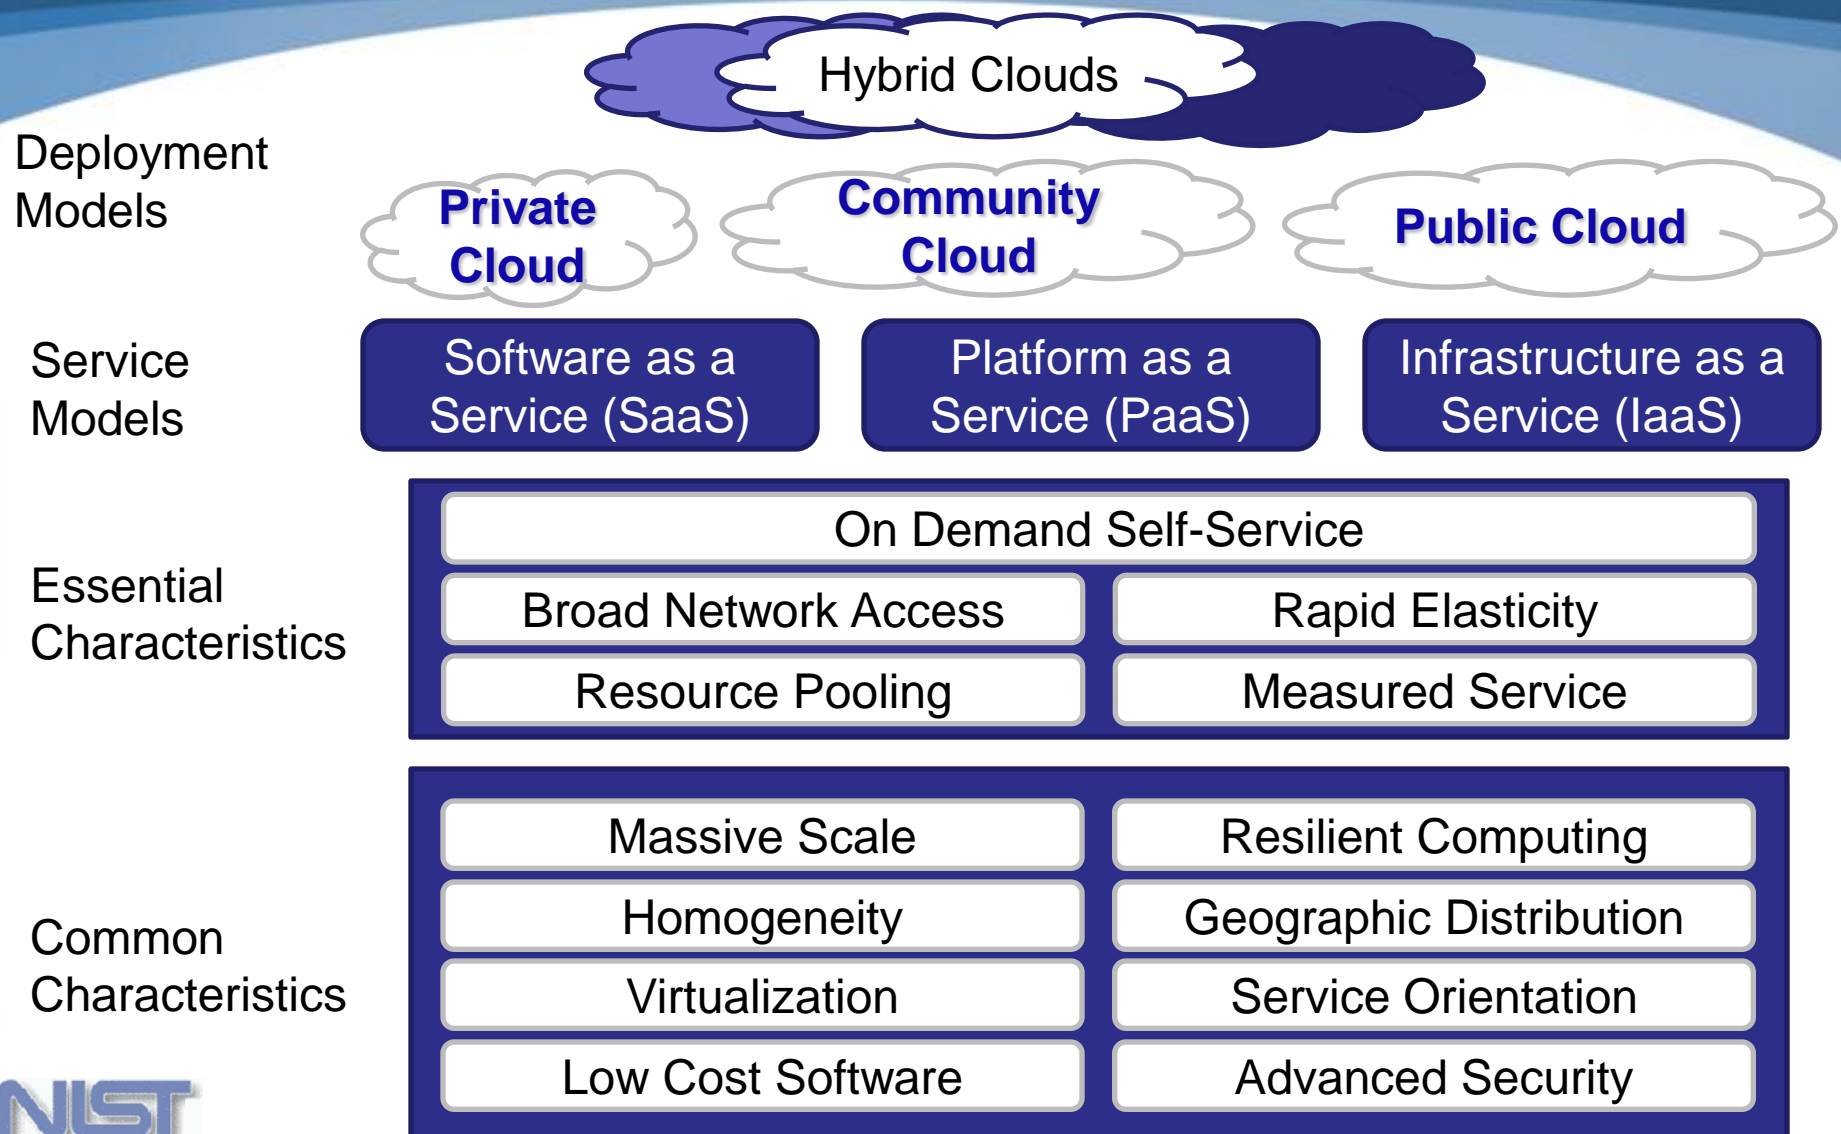 Hybrid Clouds
Deployment
Models
Private
Cloud
Community
Cloud
Public Cloud
Service
Models
Software as a
Service (SaaS)
Platform as a
Service (PaaS)
Infrastructure as a
Service (IaaS)
Essential
Characteristics
On Demand Self-Service
Broad Network Access
Rapid Elasticity
Resource Pooling
Measured Service
Common
Characteristics
Massive Scale
Resilient Computing
Homogeneity
Geographic Distribution
Virtualization
Service Orientation
Low Cost Software
Advanced Security
NIST